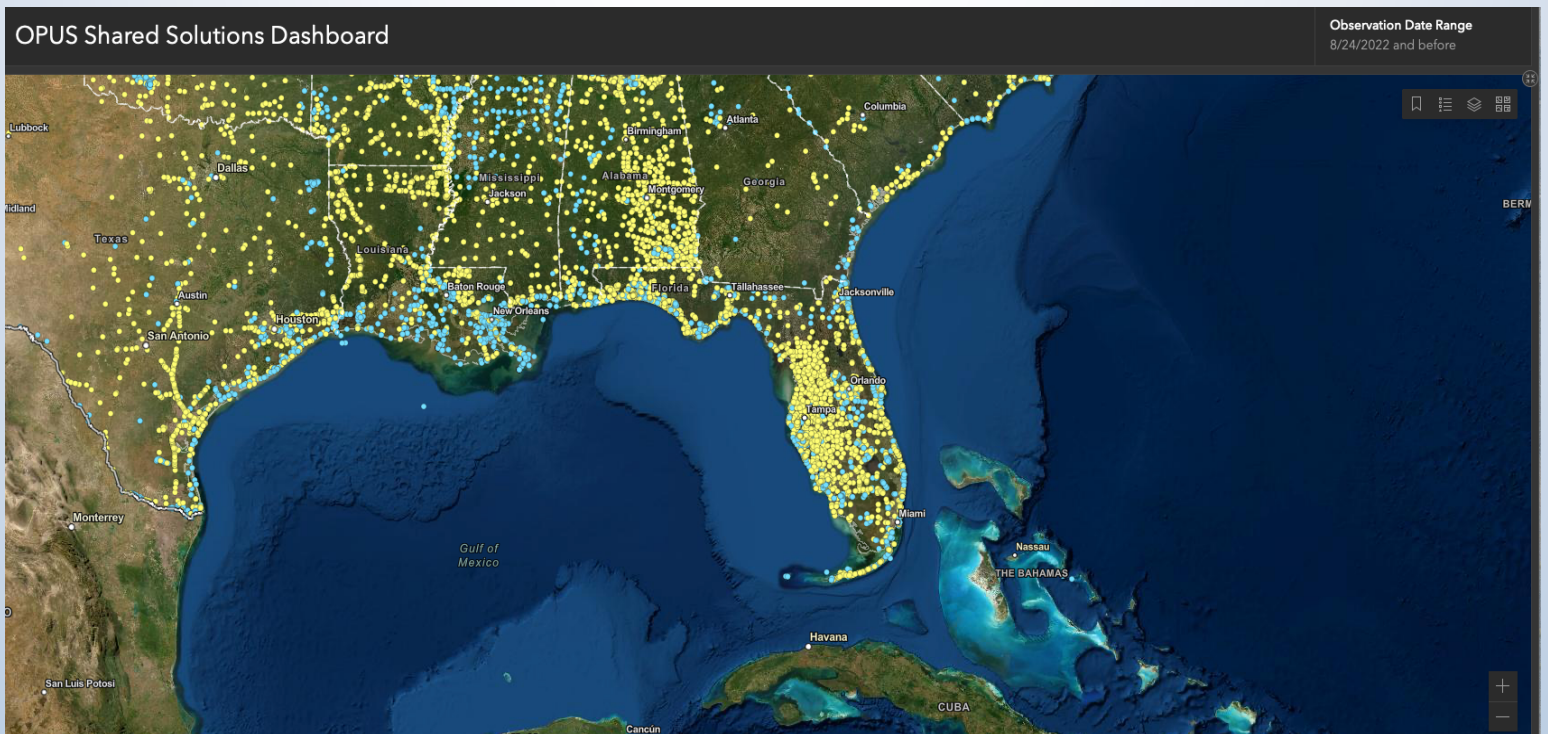 OPUS Shared Solutions Dashboard
Observation Date Range
8/24/2022 and before
Lubbock
Columbia
Atlanta
Birmingham
Dallas
Mississippi
Alabama
Georgia
Jackson
Montgomery
Midland
BERM
Texas
Louisiana
Baton Rouge
Florida
Tallahassee
Jacksonville
Austin
New Orleans
Houston
San Antonio
Orlando
Tampa
Monterrey
Miami
Gulf of
Mexico
Nassau
THE BAHAMAS
Havana
San Luis Potosi
CUBA
Cancún